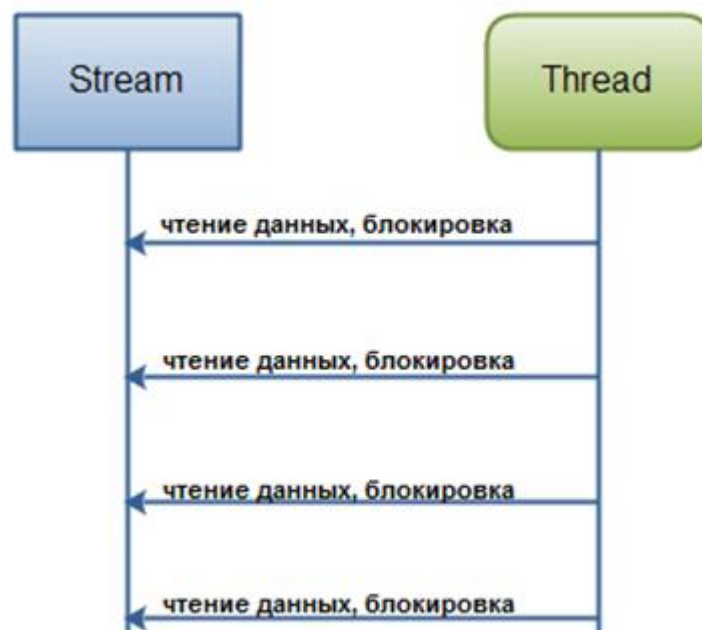 Stream
Thread
чтение данных, блокировка
чтение данных, блокировка
чтение данных, блокировка
чтение данных, блокировка